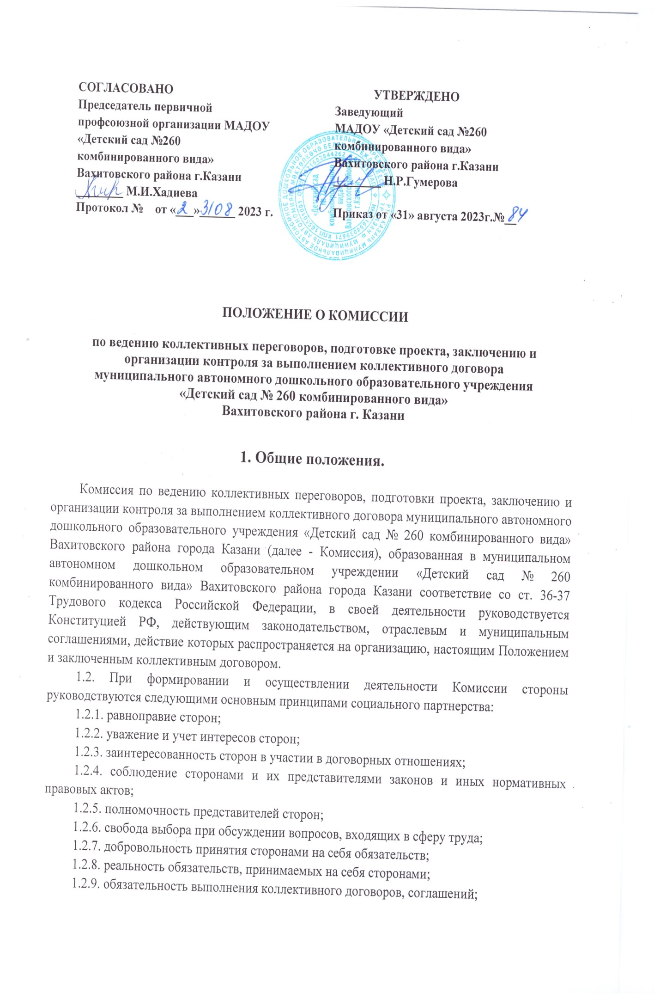 СОГЛАСОВАНО
Председатель первичной
профсоюзной организации МАДОУ
«Детский сад №260
комбинированного вида»
Вахитовского района г.Казани
________ М.И.Хадиева
Протокол № от «2» 31/08 2023 г.
УТВЕРЖДЕНО
Заведующий
МАДОУ «Детский сад №260
комбинированного вида»
Вахитовского района г.Казани
________Н.Р.Гумерова
Приказ от «31» августа 2023г.№ 84
«Детский сад
комбинированного
вида»
Вахитовского района
г.Казани
ПОЛОЖЕНИЕ О КОМИССИИ
по ведению коллективных переговоров, подготовке проекта, заключению и
организации контроля за выполнением коллективного договора
муниципального автономного дошкольного образовательного учреждения
«Детский сад № 260 комбинированного вида»
Вахитовского района г. Казани
1. Общие положения.
Комиссия по ведению коллективных переговоров, подготовки проекта, заключению и
организации контроля за выполнением коллективного договора муниципального автономного
дошкольного образовательного учреждения «Детский сад № 260 комбинированного вида»
Вахитовского района города Казани (далее - Комиссия), образованная в муниципальном
автономном дошкольном образовательном учреждении «Детский сад № 260
комбинированного вида» Вахитовского района города Казани соответствие со ст. 36-37
Трудового кодекса Российской Федерации, в своей деятельности руководствуется
Конституцией РФ, действующим законодательством, отраслевым и муниципальным
соглашениями, действие которых распространяется на организацию, настоящим Положением
и заключенным коллективным договором.
1.2. При формировании и осуществлении деятельности Комиссии стороны
руководствуются следующими основным принципами социального партнерства:
1.2.1. равноправие сторон;
1.2.2. уважение и учет интересов сторон;
1.2.3. заинтересованность сторон в участии в договорных отношениях;
1.2.4. соблюдение сторонами и их представителями законов и иных нормативных
правовых актов;
1.2.5. полномочность представителей сторон;
1.2.6. свобода выбора при обсуждении вопросов, входящих в сферу труда;
1.2.7. добровольность принятия сторонами на себя обязательств;
1.2.8. реальность обязательств, принимаемых на себя сторонами;
1.2.9. обязательность выполнения коллективного договоров, соглашений;